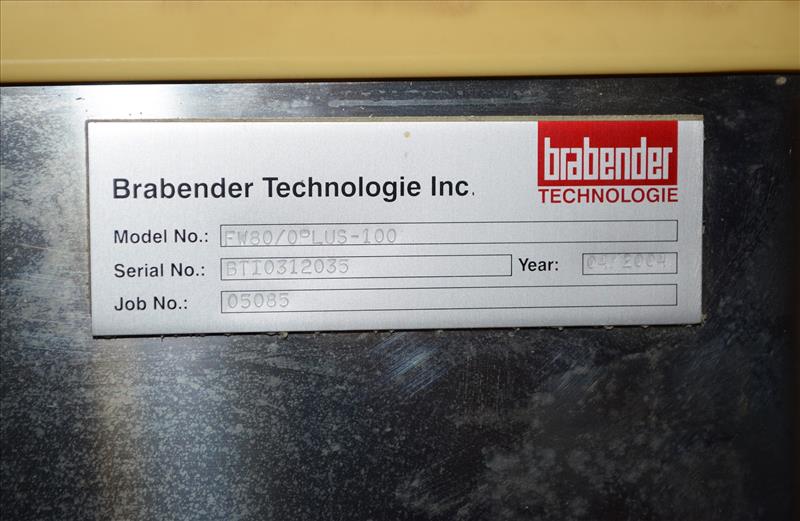 brabender
TECHNOLOGIE
Brabender Technologie Inc.
Model No.: FW80/0PLUS-100
Serial No.: BTI0312035 Year: 04/2004
Job No.: 05085